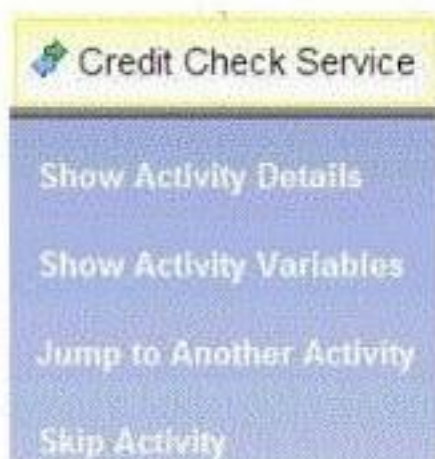 Credit Check Service
Show Activity Details
Show Activity Variables
Jump to Another Activity
Skip Activity